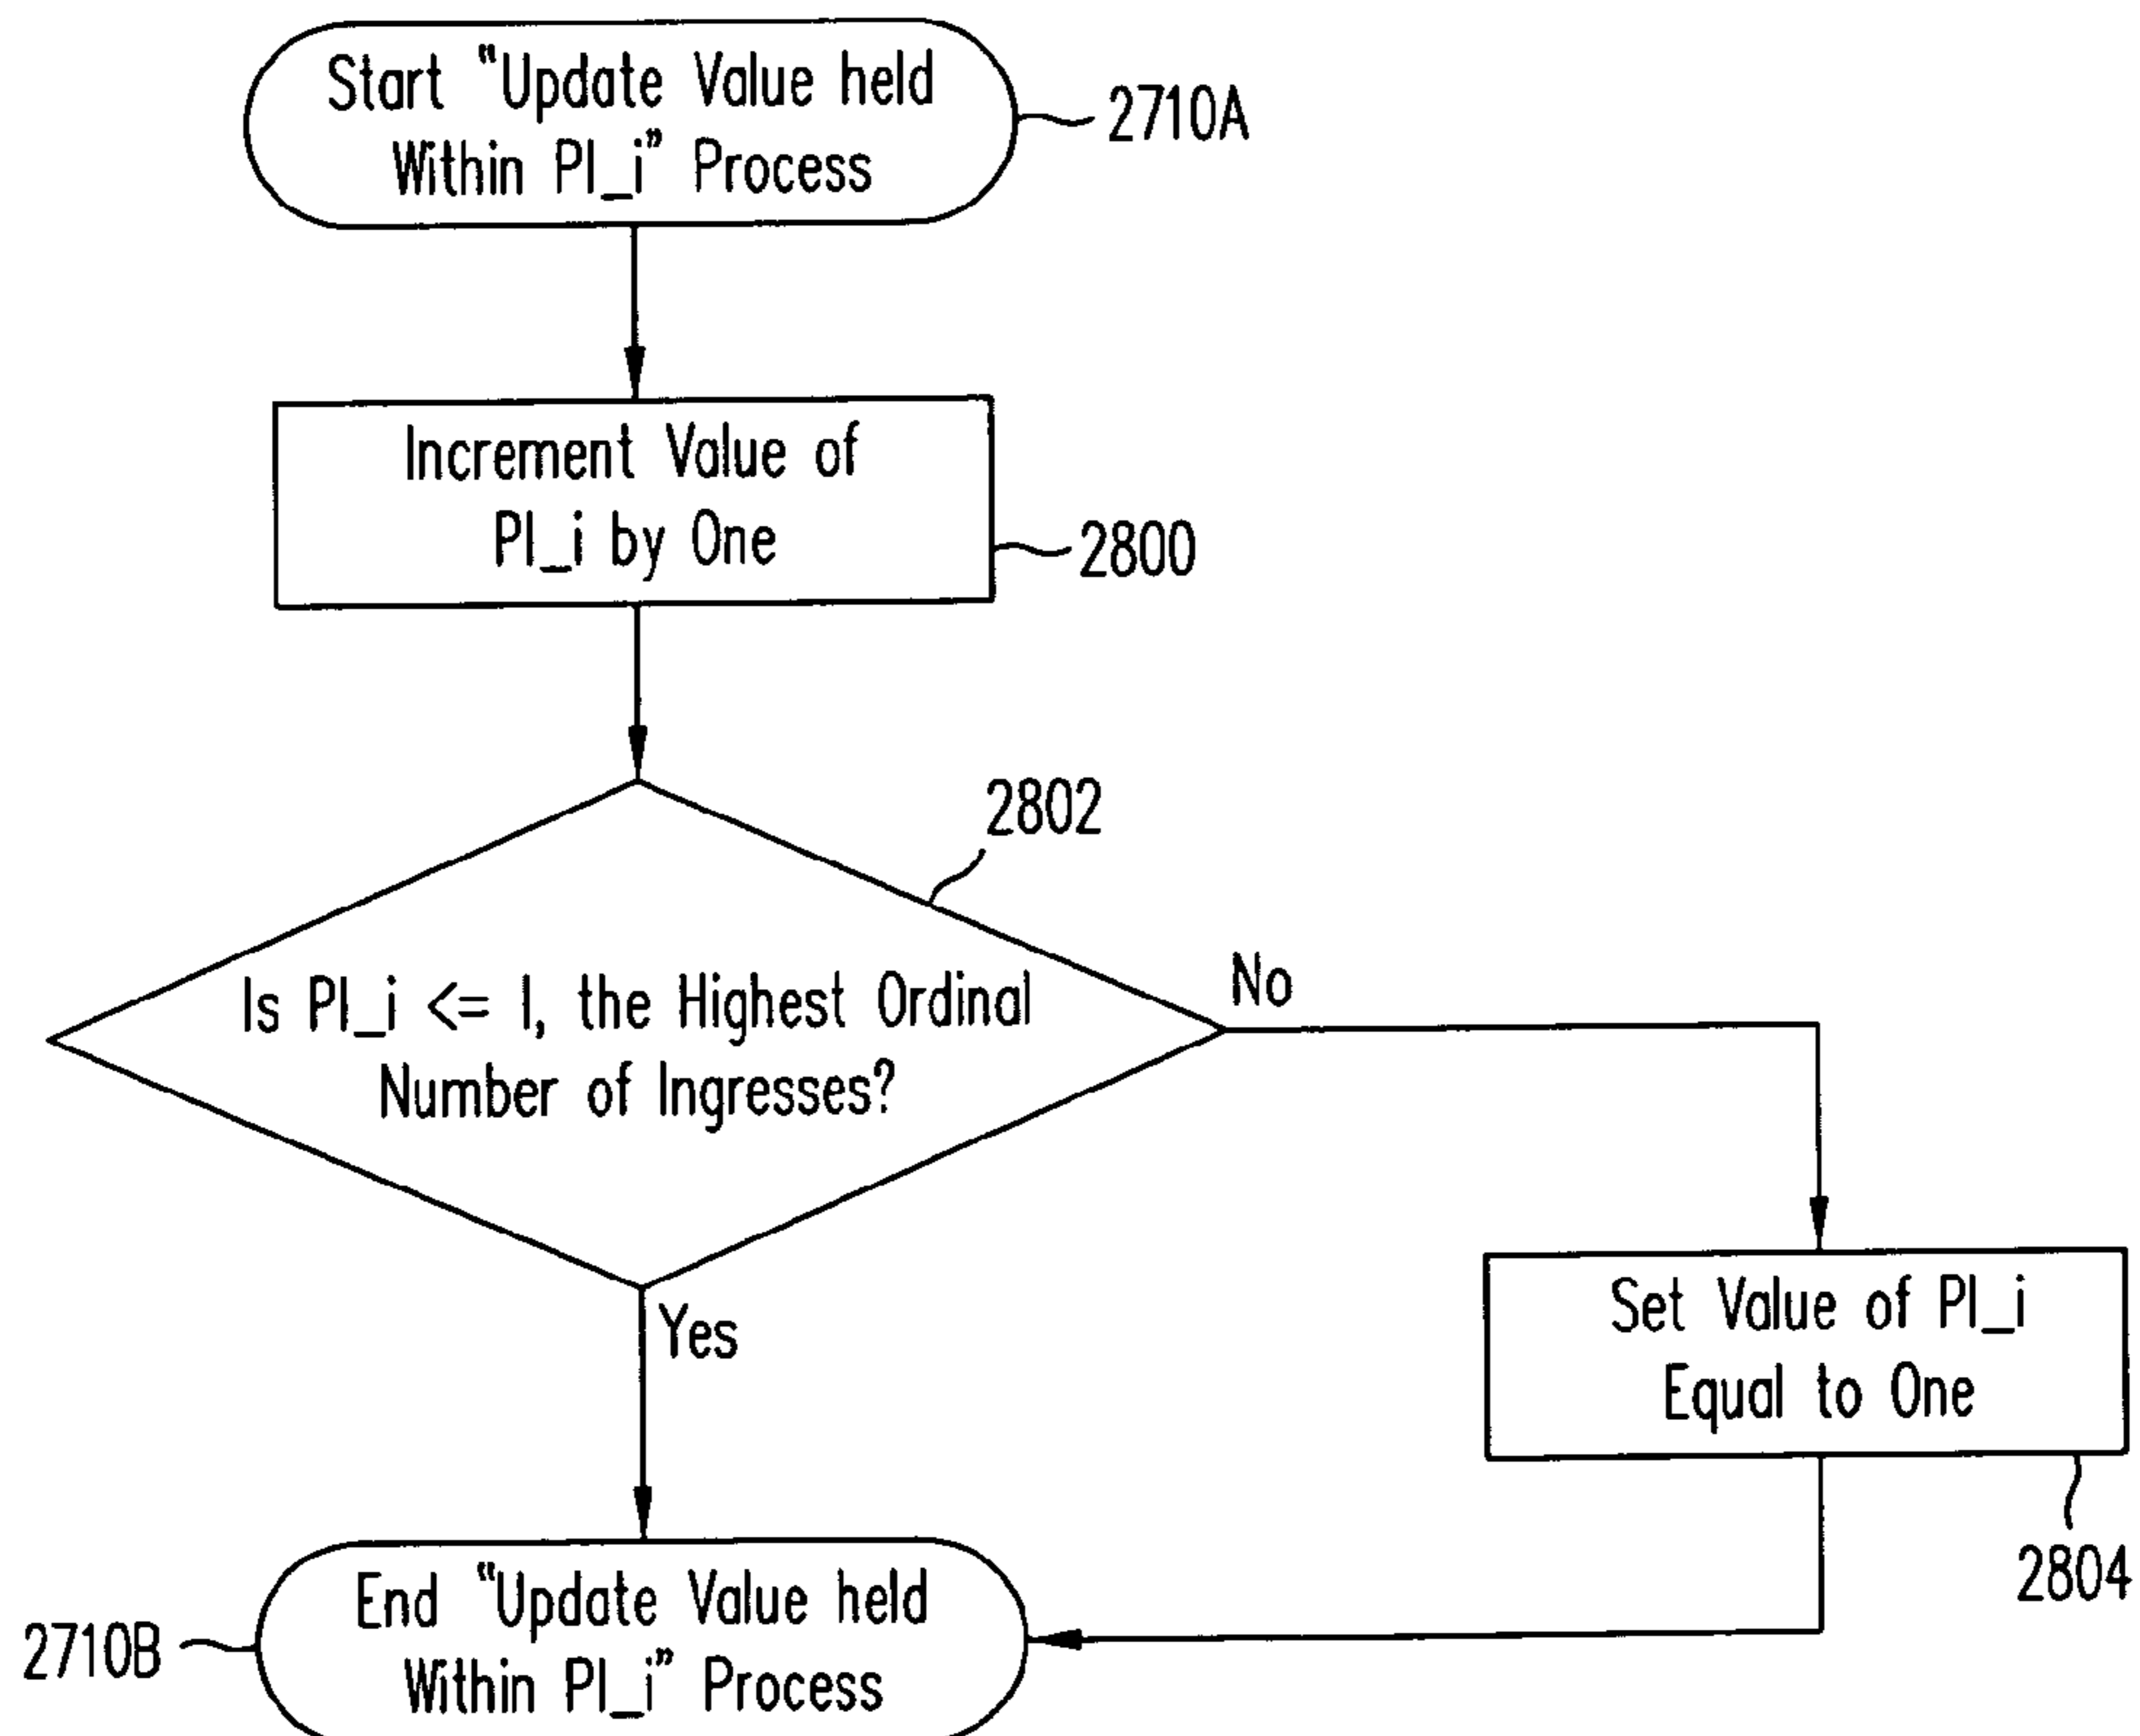 Start "Update Value held
Within PI_i" Process
2710A
Increment Value of
PI_i by One
2800
2802
Is PI_i <= I, the Highest Ordinal
Number of Ingresses?
No
Yes
Set Value of PI_i
Equal to One
2804
End "Update Value held
Within PI_i" Process
2710B